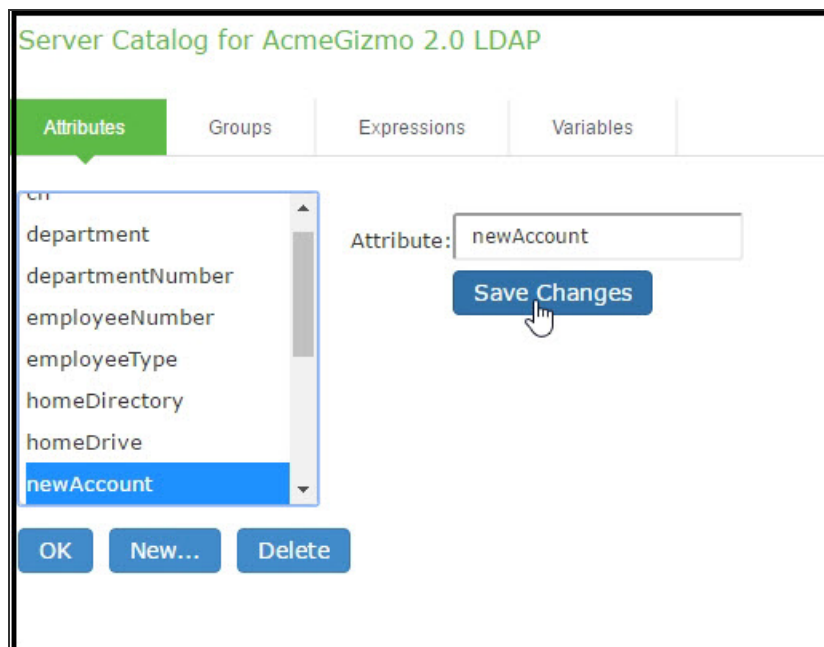 Server Catalog for AcmeGizmo 2.0 LDAP
Attributes Groups Expressions Variables
cn
department
departmentNumber
employeeNumber
employeeType
homeDirectory
homeDrive
newAccount
Attribute: newAccount
Save Changes
OK New... Delete